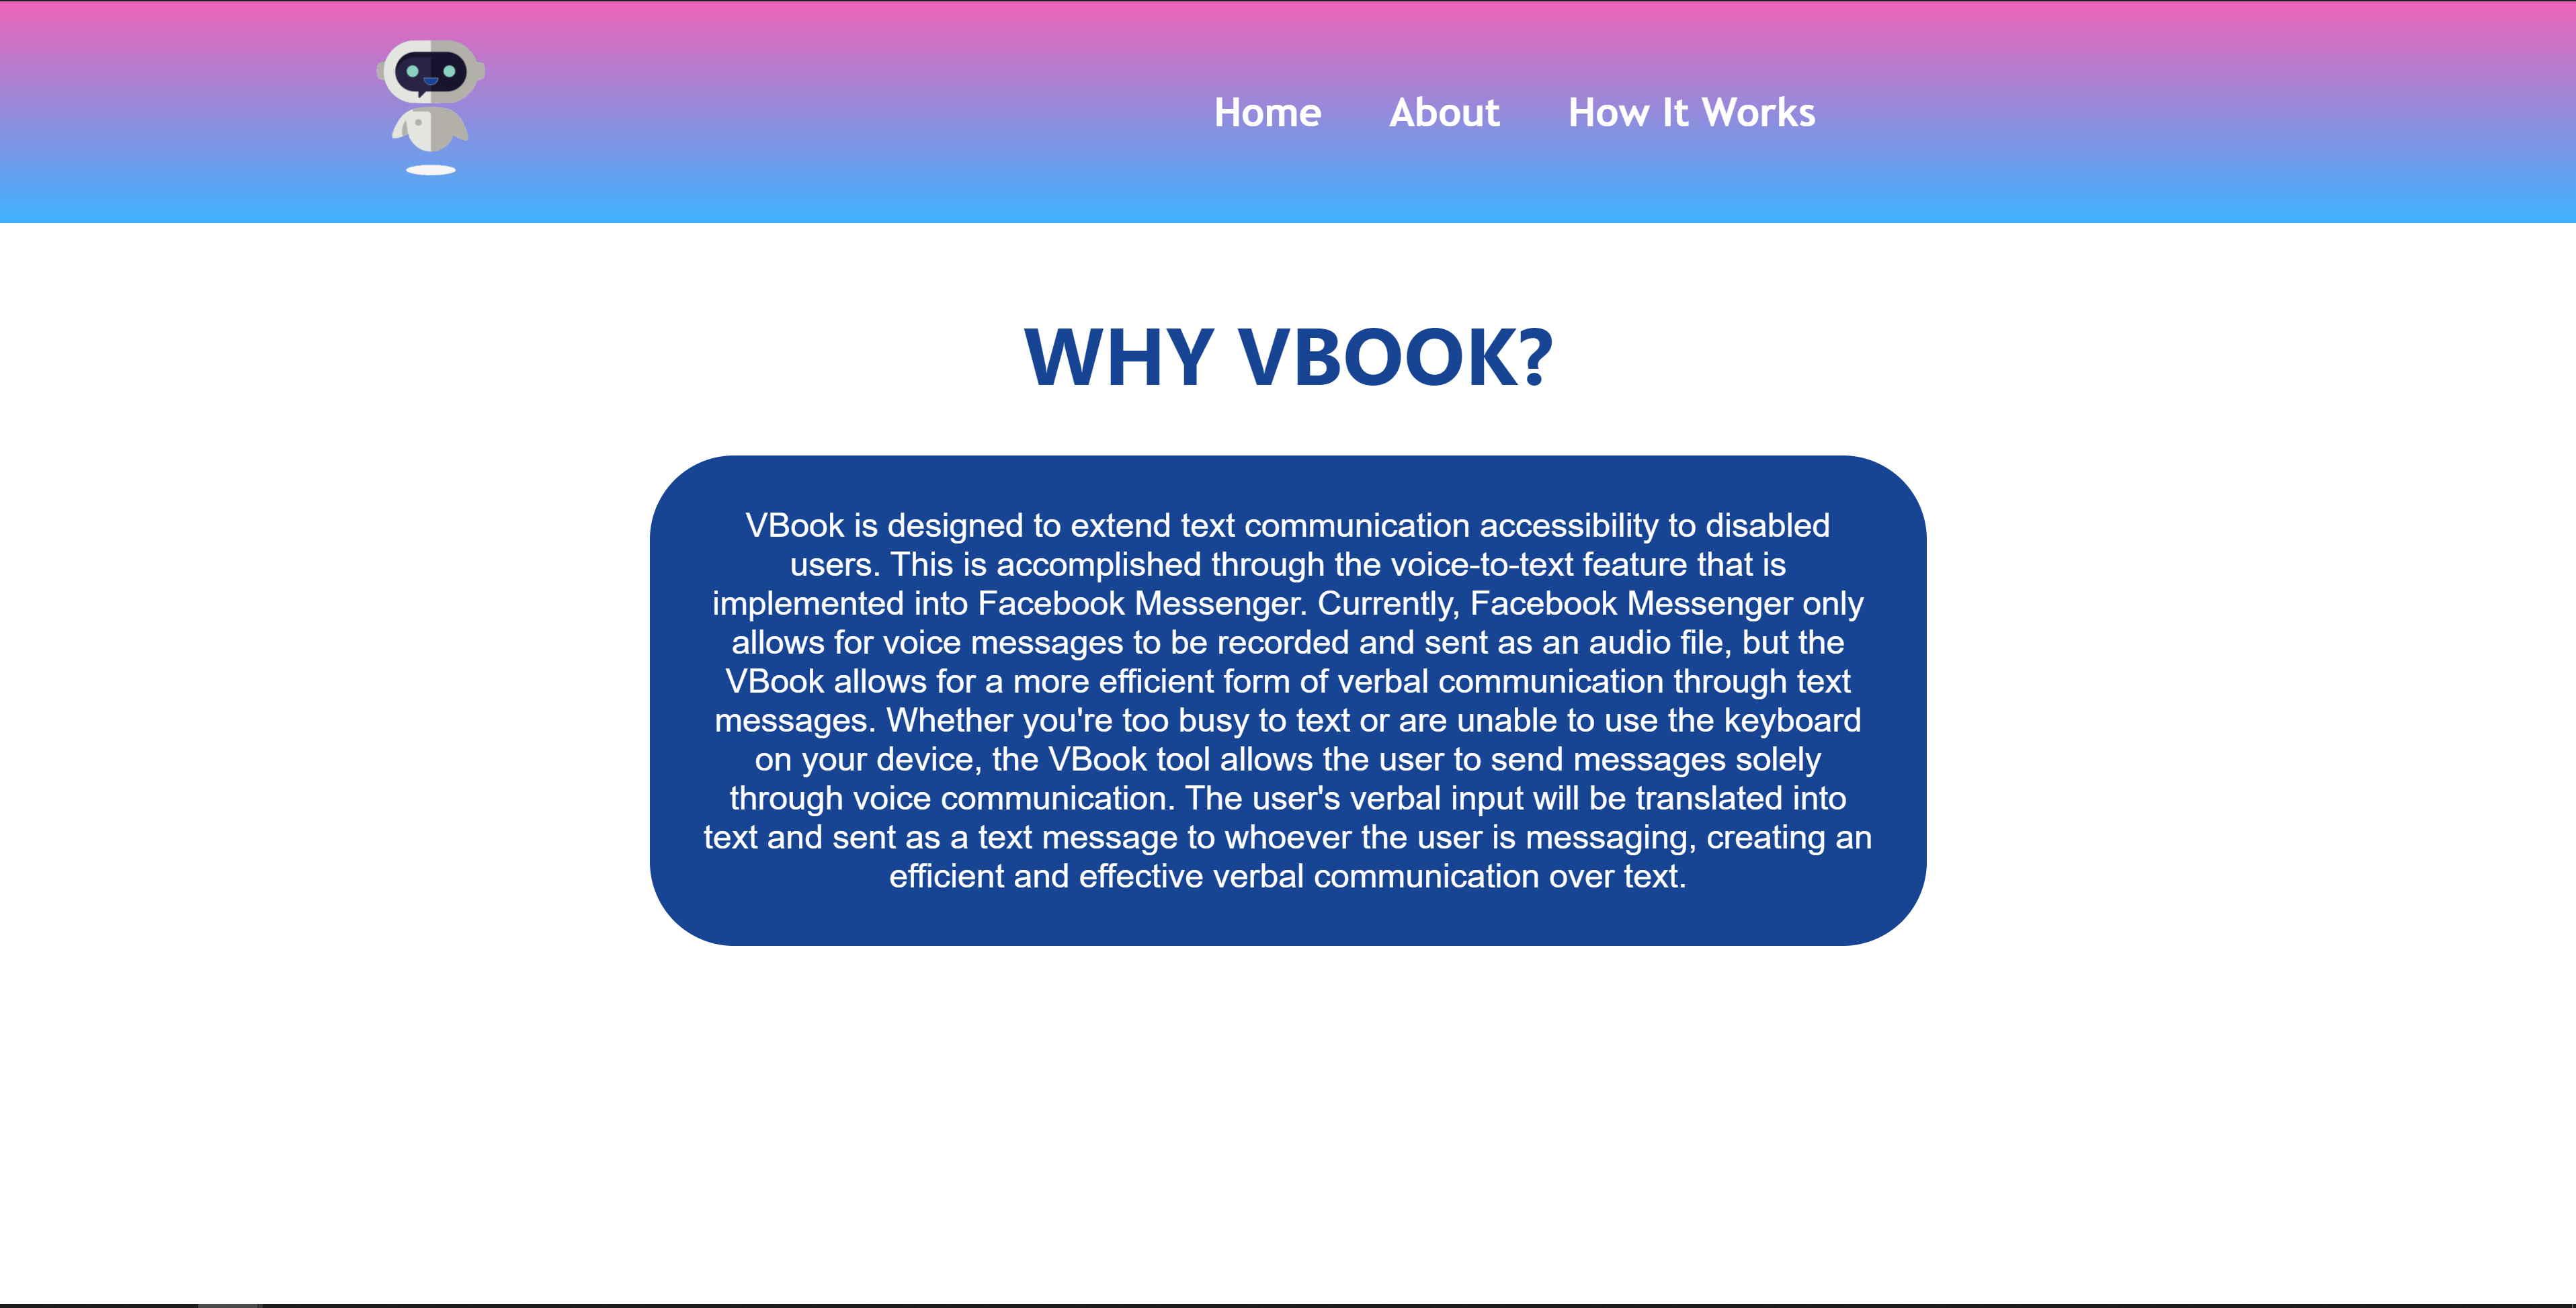 Home About How It Works
WHY VBOOK?
VBook is designed to extend text communication accessibility to disabled
users. This is accomplished through the voice-to-text feature that is
implemented into Facebook Messenger. Currently, Facebook Messenger only
allows for voice messages to be recorded and sent as an audio file, but the
VBook allows for a more efficient form of verbal communication through text
messages. Whether you're too busy to text or are unable to use the keyboard
on your device, the VBook tool allows the user to send messages solely
through voice communication. The user's verbal input will be translated into
text and sent as a text message to whoever the user is messaging, creating an
efficient and effective verbal communication over text.